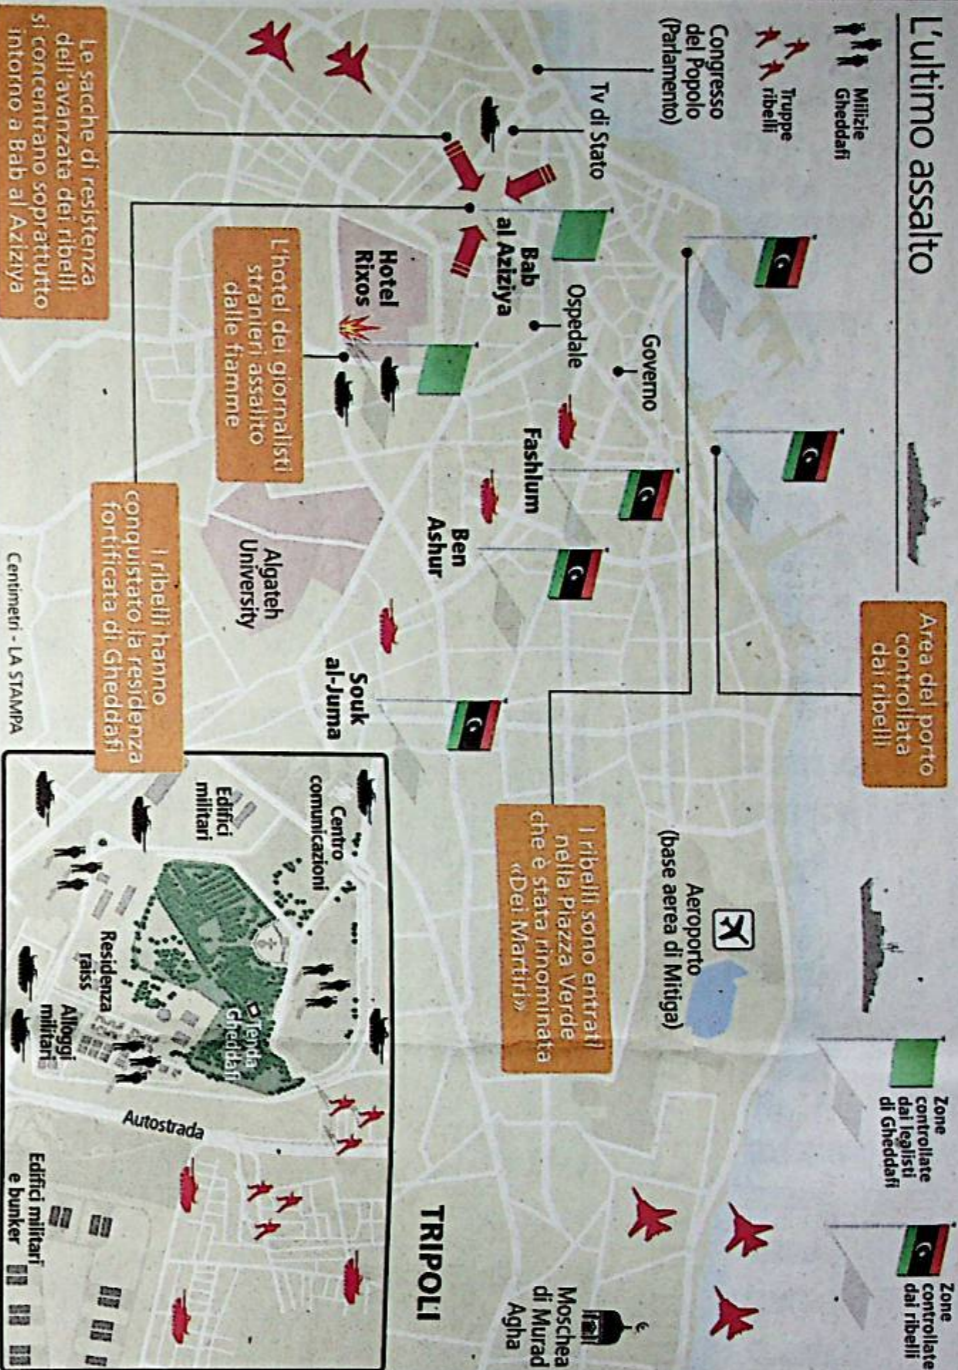 L'ultimo assalto
Milizie
Gheddafi
Truppe
ribelli
Zone
controllate
dai lealisti
di Gheddafi
Zone
controllate
dai ribelli
Congresso
del Popolo
(Parlamento)
Tv di Stato
Area del porto
controllata
dai ribelli
Governo
Ospedale
Bab
al Aziziya
Fashlum
Ben
Ashur
Souk
al-Juma
Aeroporto
(base aerea di Mitiga)
I ribelli sono entrati
nella Piazza Verde
che è stata rinominata
«Dei Martiri»
Moschea
di Murad
Agha
TRIPOLI
Hotel
Rixos
L'hotel dei giornalisti
stranieri assalito
dalle fiamme
Algateh
University
Le sacche di resistenza
dell'avanzata dei ribelli
si concentrano soprattutto
intorno a Bab al Aziziya
I ribelli hanno
conquistato la residenza
fortificata di Gheddafi
Centro
comunicazioni
Edifici
militari
Tenda
Gheddafi
Residenza
raiss
Alloggi
militari
Autostrada
Edifici militari
e bunker
Centimetri - LA STAMPA